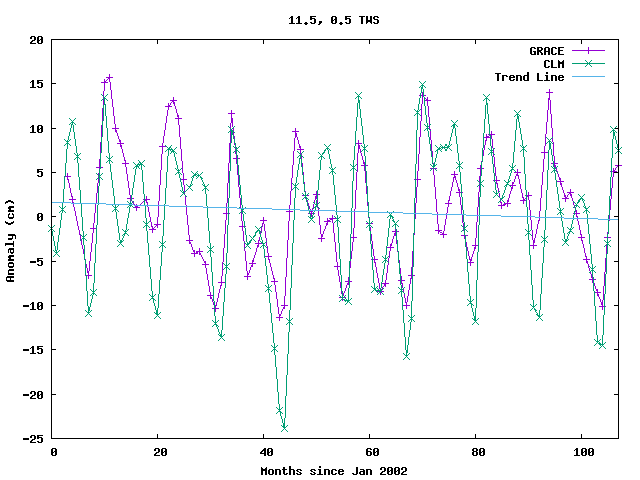 11.5, 0.5 TWS
GRACE
CLM
Trend Line
20
15
10
5
0
-5
-10
-15
-20
-25
Anomaly (cm)
0 20 40 60 80 100
Months since Jan 2002